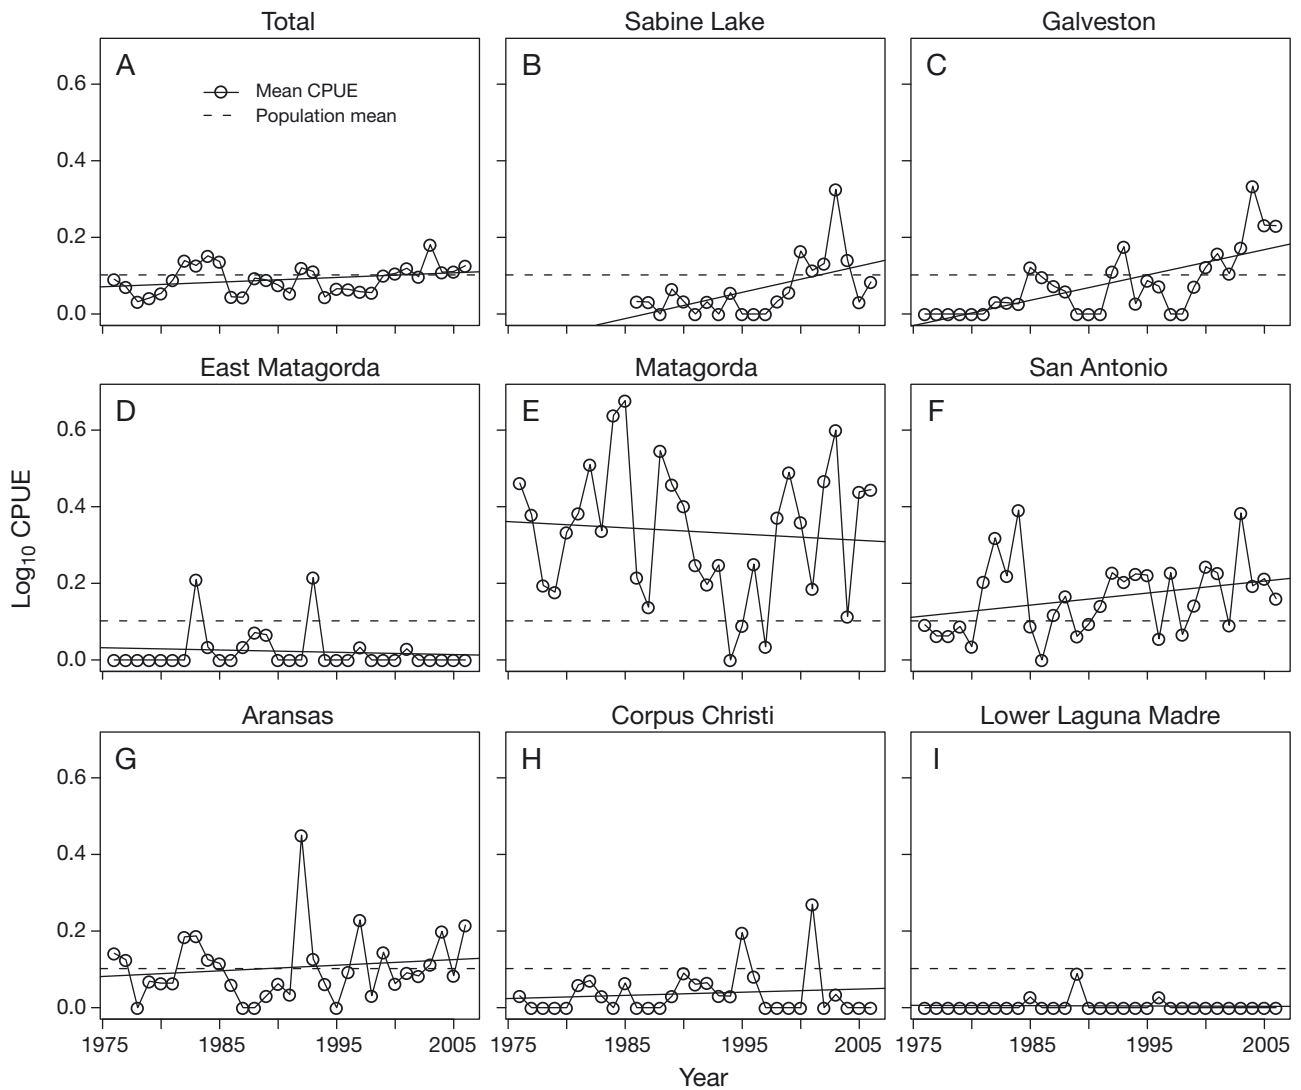 Total
Sabine Lake
Galveston
A
B
C
Mean CPUE
Population mean
0.6
0.4
0.2
0.0
East Matagorda
Matagorda
San Antonio
D
E
F
0.6
0.4
0.2
0.0
Log10 CPUE
Aransas
Corpus Christi
Lower Laguna Madre
G
H
I
0.6
0.4
0.2
0.0
1975 1985 1995 2005 1975 1985 1995 2005 1975 1985 1995 2005
Year